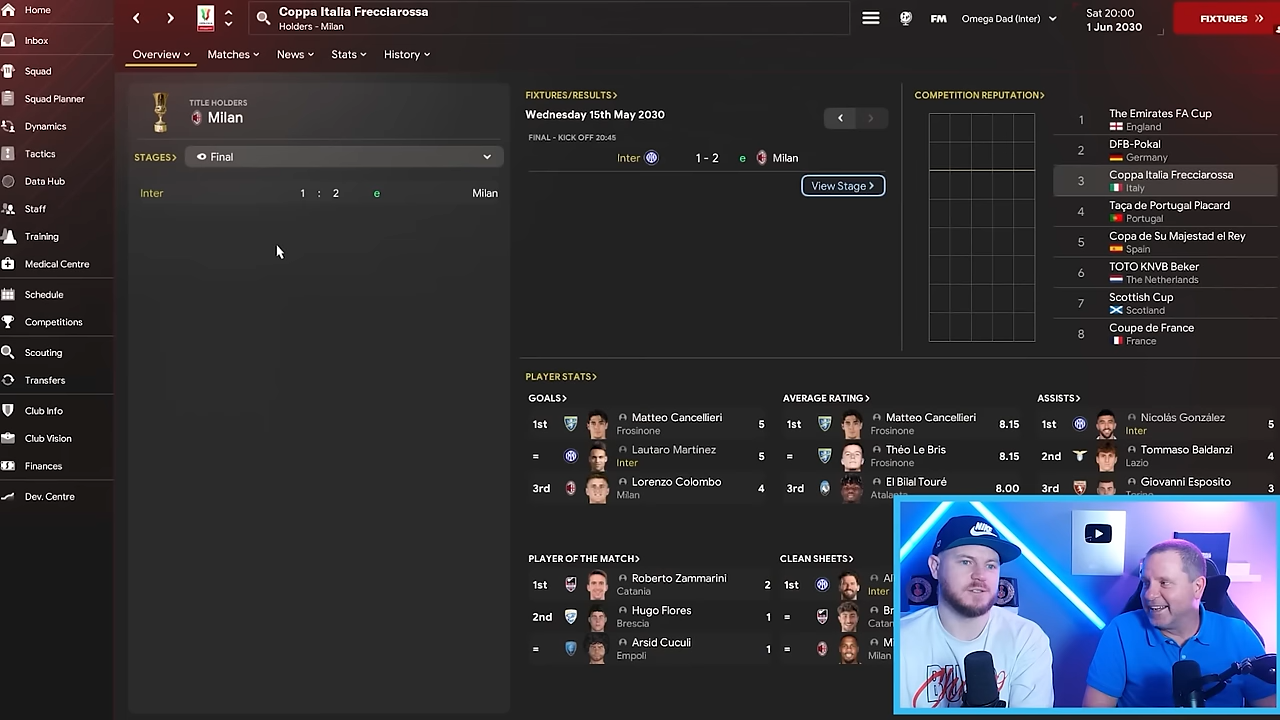 Home
Inbox
Squad
Squad Planner
Dynamics
Tactics
Data Hub
Staff
Training
Medical Centre
Schedule
Competitions
Scouting
Transfers
Club Info
Club Vision
Finances
Dev. Centre
Coppa Italia Frecciarossa
Holders - Milan
FM
Omega Dad (Inter)
Sat 20:00
1 Jun 2030
FIXTURES
Overview
Matches
News
Stats
History
TITLE HOLDERS
Milan
STAGES>
Final
Inter 1 : 2 e Milan
FIXTURES/RESULTS>
Wednesday 15th May 2030
FINAL - KICK OFF 20:45
Inter 1 - 2 e Milan
View Stage >
COMPETITION REPUTATION>
1 The Emirates FA Cup
England
2 DFB-Pokal
Germany
3 Coppa Italia Frecciarossa
Italy
4 Taça de Portugal Placard
Portugal
5 Copa de Su Majestad el Rey
Spain
6 TOTO KNVB Beker
The Netherlands
7 Scottish Cup
Scotland
8 Coupe de France
France
PLAYER STATS>
GOALS>
1st Matteo Cancellieri 5
Frosinone
= Lautaro Martínez 5
Inter
3rd Lorenzo Colombo 4
Milan
AVERAGE RATING>
1st Matteo Cancellieri 8.15
Frosinone
= Théo Le Bris 8.15
Frosinone
3rd El Bilal Touré 8.00
Atalanta
ASSISTS>
1st Nicolás González 5
Inter
2nd Tommaso Baldanzi 4
Lazio
3rd Giovanni Esposito 3
PLAYER OF THE MATCH>
1st Roberto Zammarini 2
Catania
2nd Hugo Flores 1
Brescia
= Arsid Cuculi 1
Empoli
CLEAN SHEETS>
1st Al
Inter
= Br
Catan
= M
Milan
NIKE